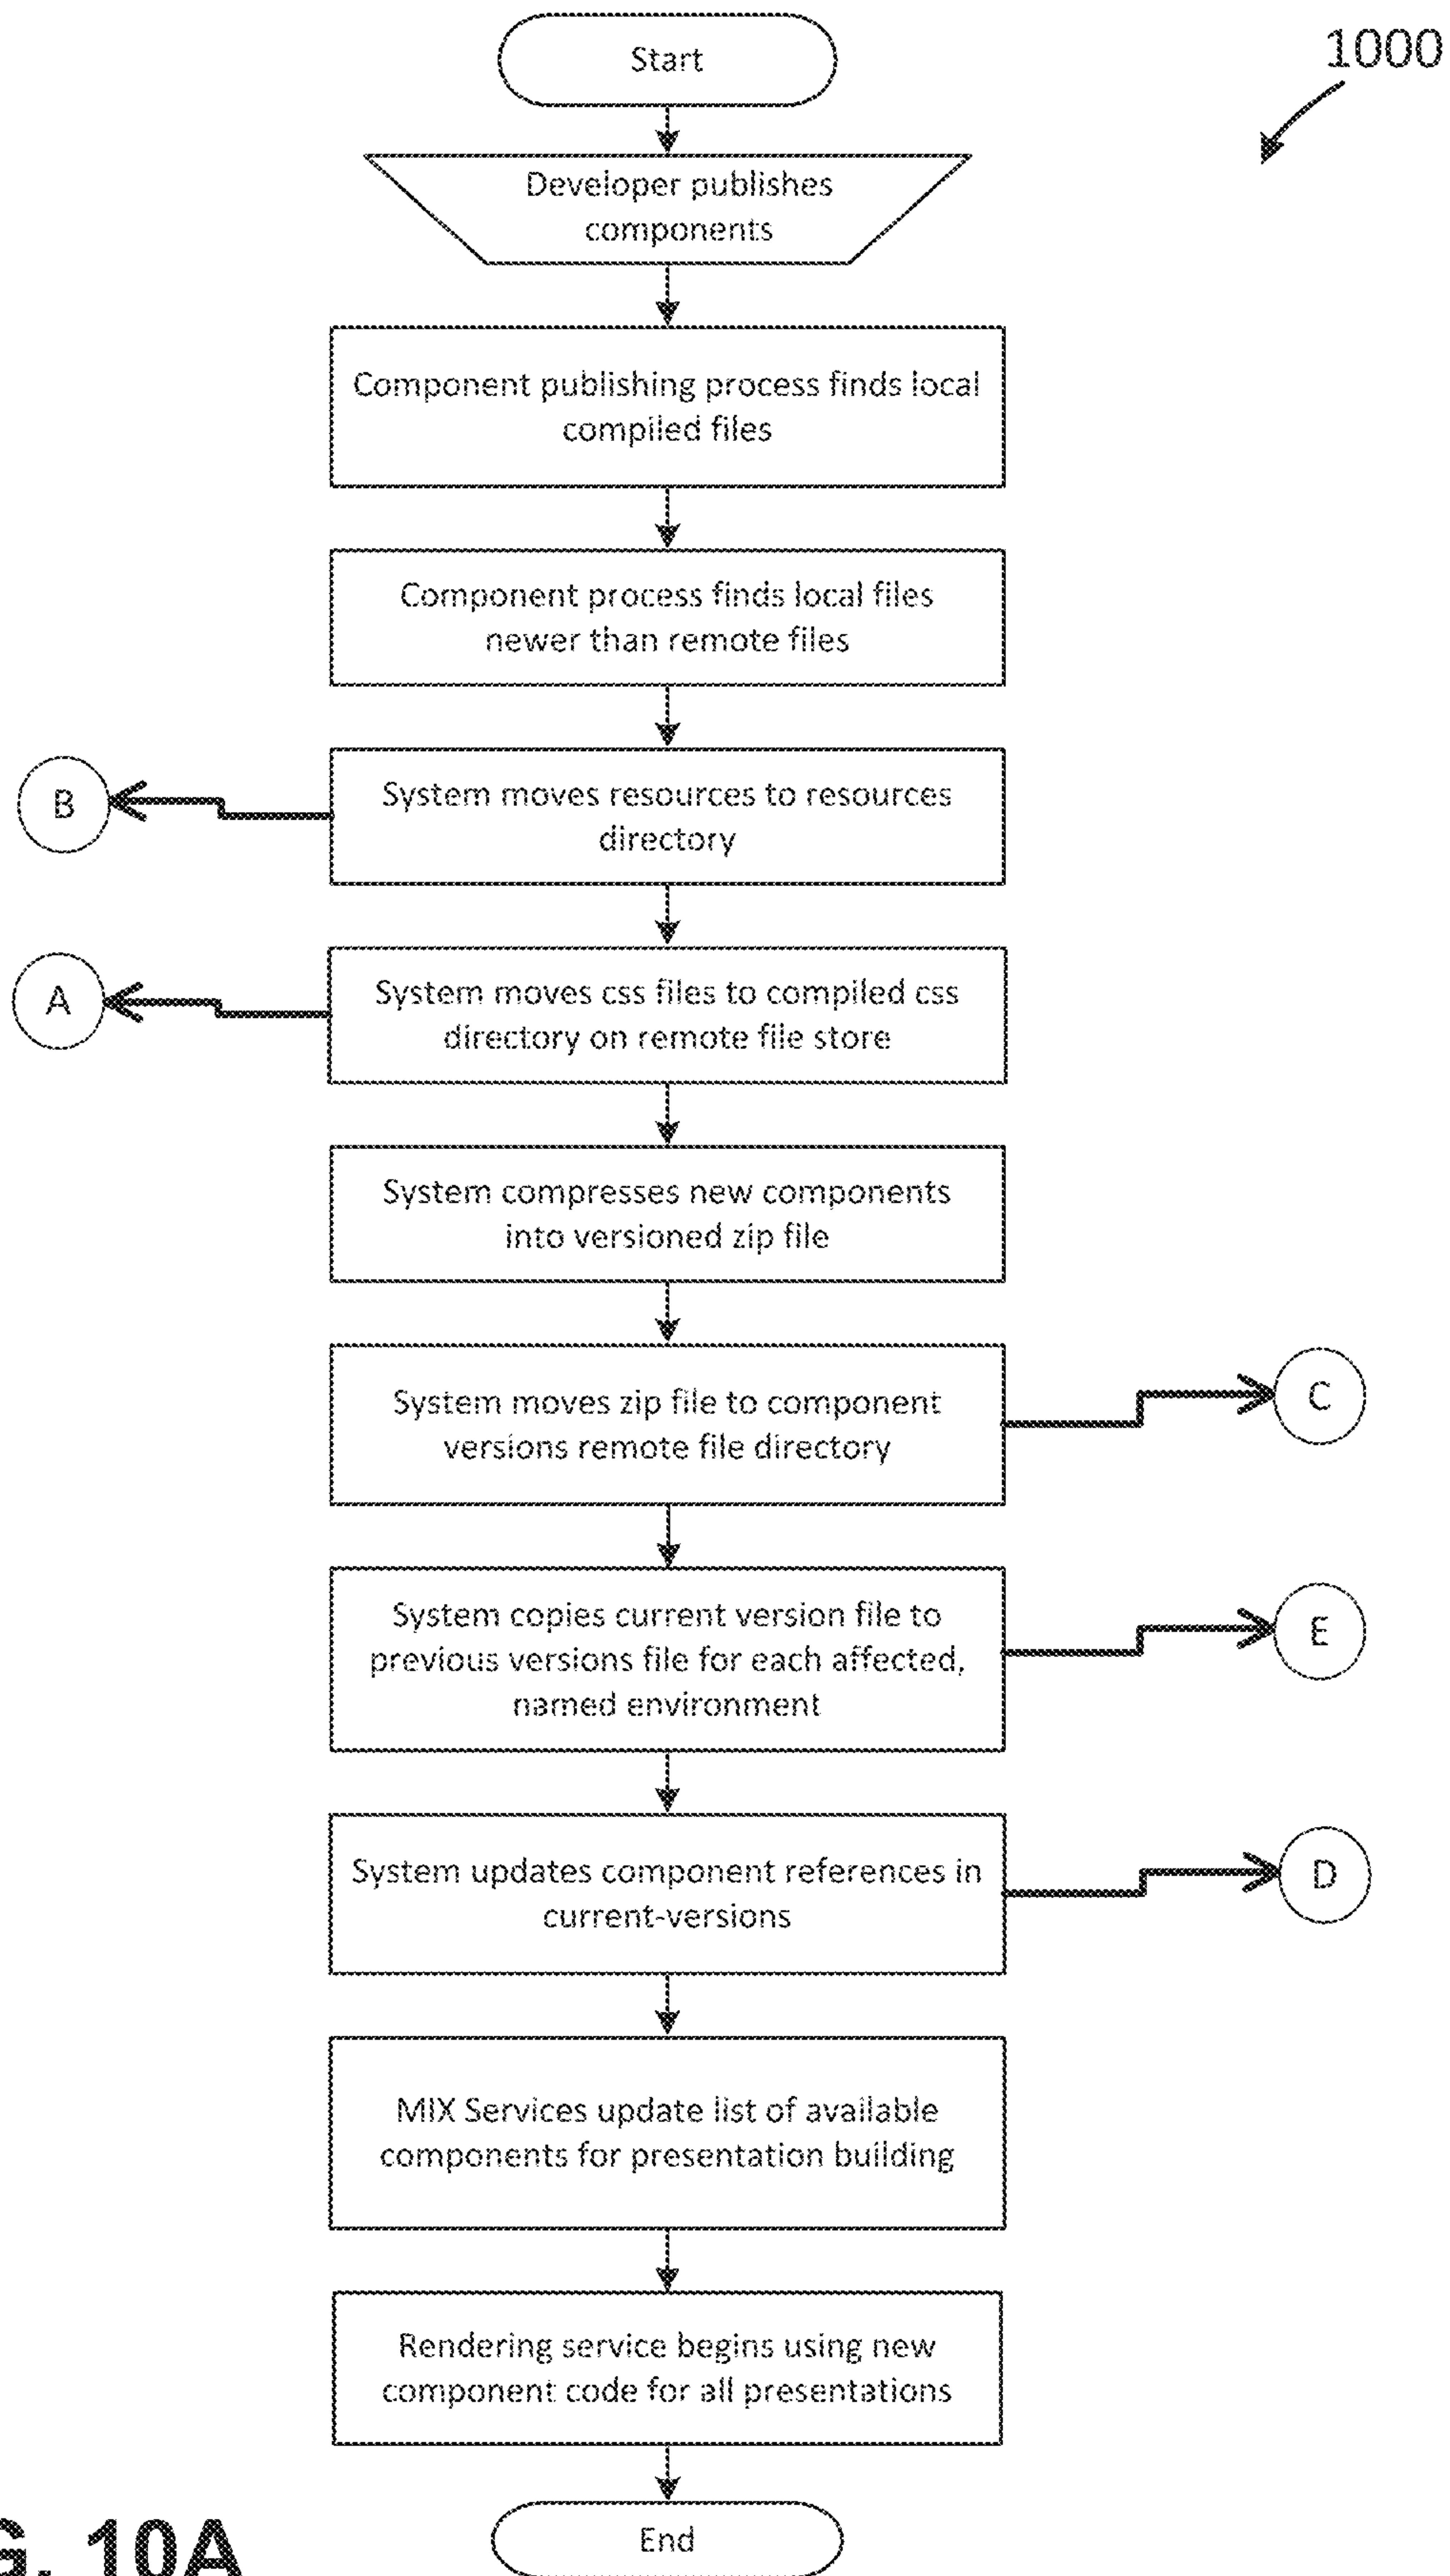 Start
1000
Developer publishes
components
Component publishing process finds local
compiled files
Component process finds local files
newer than remote files
B
System moves resources to resources
directory
A
System moves css files to compiled css
directory on remote file store
System compresses new components
into versioned zip file
System moves zip file to component
versions remote file directory
C
System copies current version file to
previous versions file for each affected,
named environment
E
System updates component references in
current-versions
D
MIX Services update list of available
components for presentation building
Rendering service begins using new
component code for all presentations
End
G. 10A